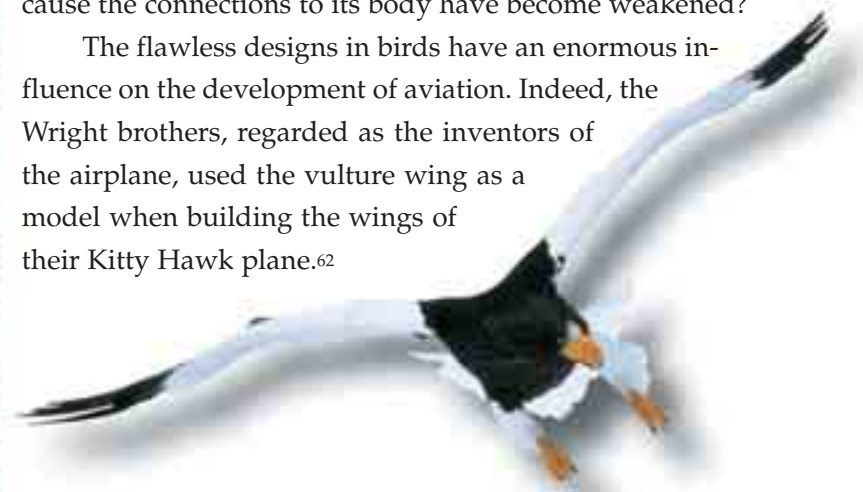 cause the connections to its body have become weakened?
The flawless designs in birds have an enormous in-
fluence on the development of aviation. Indeed, the
Wright brothers, regarded as the inventors of
the airplane, used the vulture wing as a
model when building the wings of
their Kitty Hawk plane.62